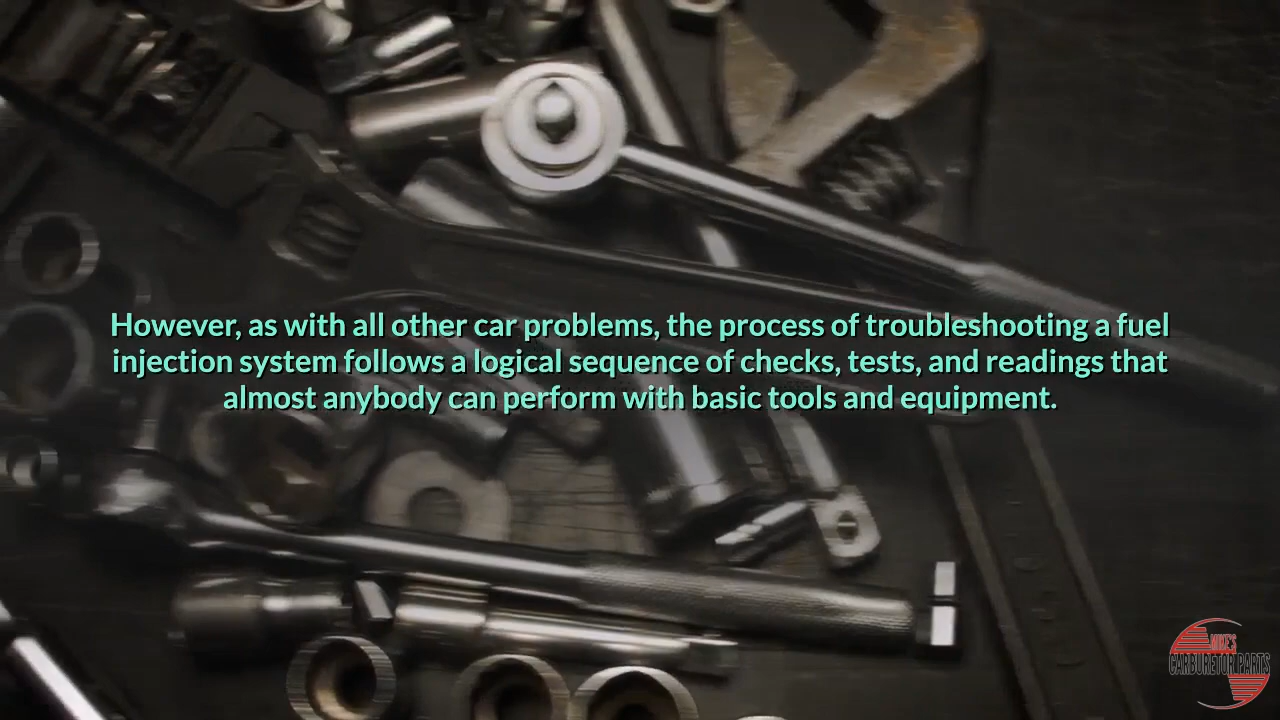 However, as with all other car problems, the process of troubleshooting a fuel
injection system follows a logical sequence of checks, tests, and readings that
almost anybody can perform with basic tools and equipment.
MIKE'S
CARBURETOR PARTS